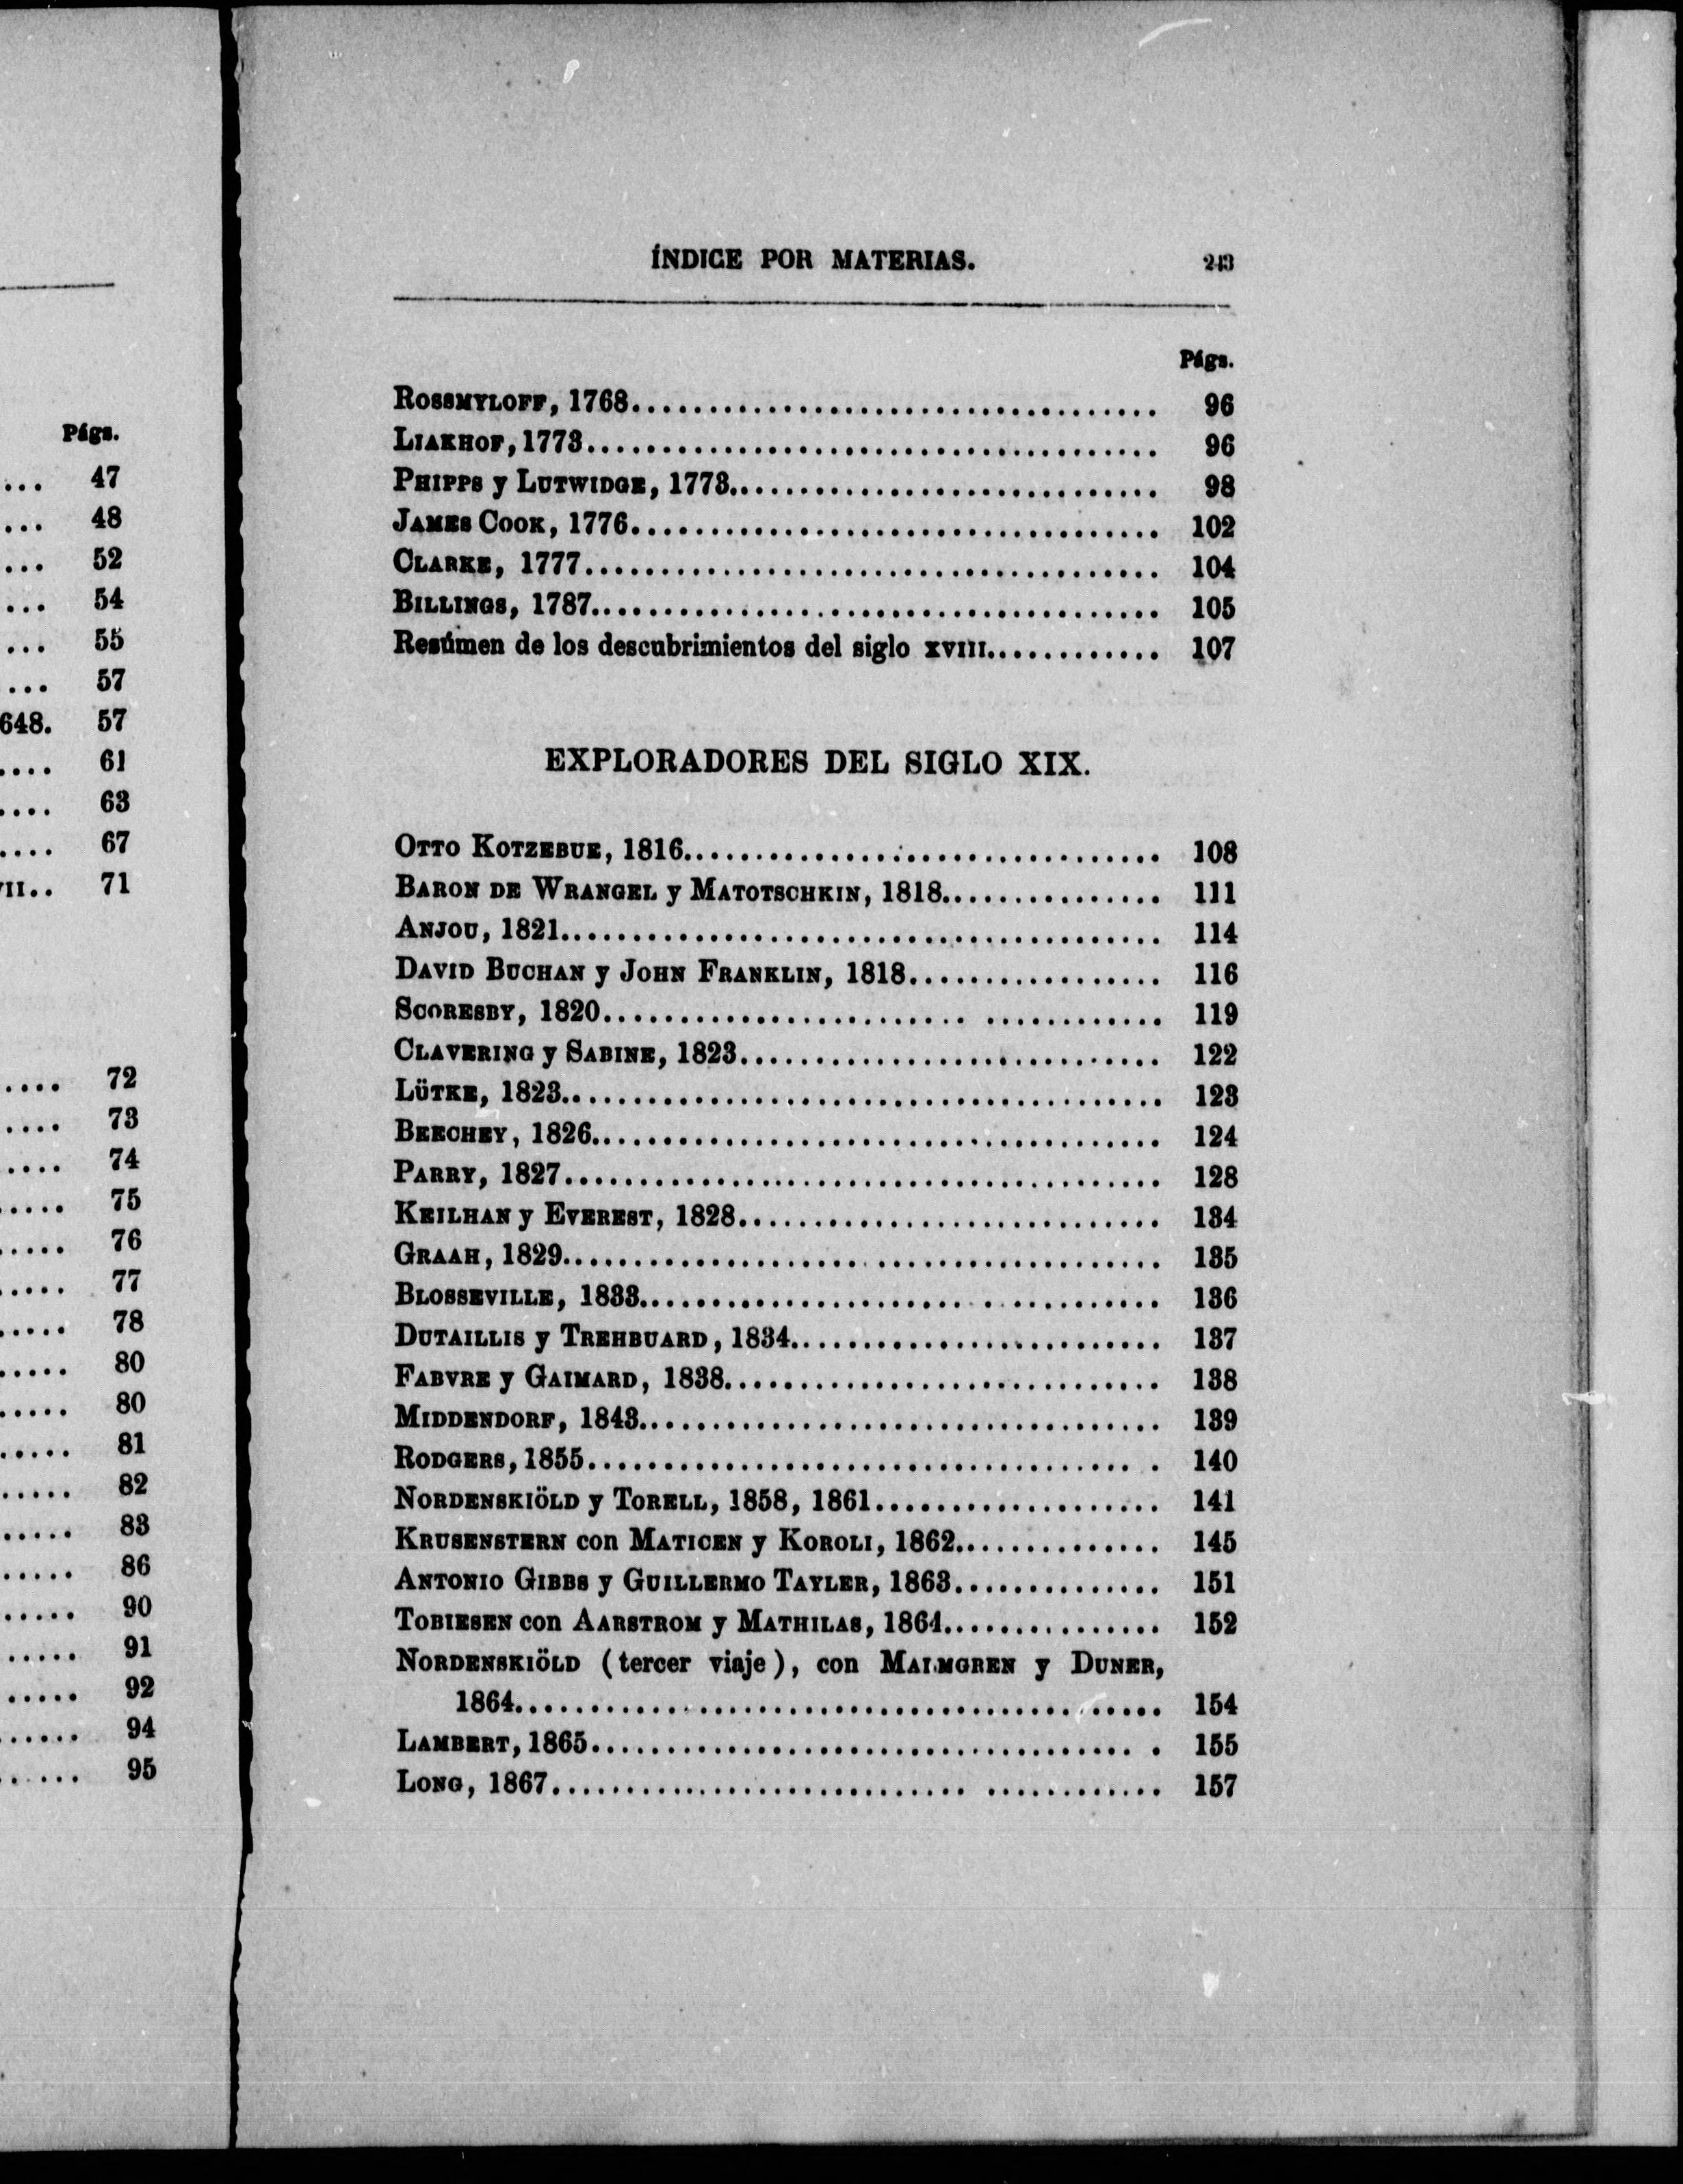 Págs.
... 47
... 48
... 52
... 54
... 55
... 57
648. 57
.... 61
.... 63
.... 67
VII.. 71
.... 72
.... 73
.... 74
..... 75
..... 76
..... 77
..... 78
..... 80
..... 80
..... 81
..... 82
..... 83
..... 86
..... 90
..... 91
..... 92
...... 94
...... 95
ÍNDICE POR MATERIAS. 243
Págs.
ROSSMYLOFF, 1768.................................... 96
LIAKHOF, 1773....................................... 96
PHIPPS y LUTWIDGE, 1773............................. 98
JAMES COOK, 1776.................................... 102
CLARKE, 1777....................................... 104
BILLINGS, 1787...................................... 105
Resúmen de los descubrimientos del siglo XVIII............ 107
EXPLORADORES DEL SIGLO XIX.
OTTO KOTZEBUE, 1816................................ 108
BARON DE WRANGEL y MATOTSCHKIN, 1818............... 111
ANJOU, 1821........................................ 114
DAVID BUCHAN y JOHN FRANKLIN, 1818................. 116
SCORESBY, 1820........................ ............ 119
CLAVERING y SABINE, 1823............................ 122
LÜTKE, 1823........................................ 123
BEECHEY, 1826...................................... 124
PARRY, 1827........................................ 128
KEILHAN y EVEREST, 1828............................. 134
GRAAH, 1829........................................ 135
BLOSSEVILLE, 1833................................... 136
DUTAILLIS y TREHBUARD, 1834......................... 137
FABVRE y GAIMARD, 1838.............................. 138
MIDDENDORF, 1843................................... 139
RODGERS, 1855..................................... . 140
NORDENSKIÖLD y TORELL, 1858, 1861................... 141
KRUSENSTERN con MATICEN y KOROLI, 1862.............. 145
ANTONIO GIBBS y GUILLERMO TAYLER, 1863.............. 151
TOBIESEN con AARSTROM y MATHILAS, 1864............... 152
NORDENSKIÖLD (tercer viaje), con MALMGREN y DUNER,
1864............................................ 154
LAMBERT, 1865..................................... . 155
LONG, 1867............................ ............ 157